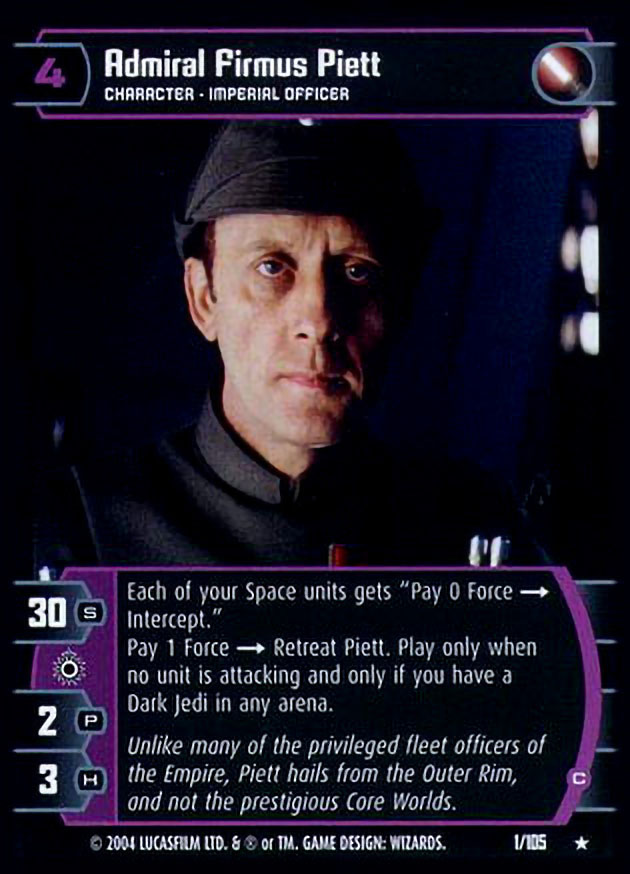 4
Admiral Firmus Piett
CHARACTER - IMPERIAL OFFICER
Each of your Space units gets “Pay 0 Force →
Intercept.”
Pay 1 Force → Retreat Piett. Play only when
no unit is attacking and only if you have a
Dark Jedi in any arena.
Unlike many of the privileged fleet officers of
the Empire, Piett hails from the Outer Rim,
and not the prestigious Core Worlds.
30 S
2 P
3 H
C
© 2004 LUCASFILM LTD. & ® or TM. GAME DESIGN: WIZARDS.
1/105 ★